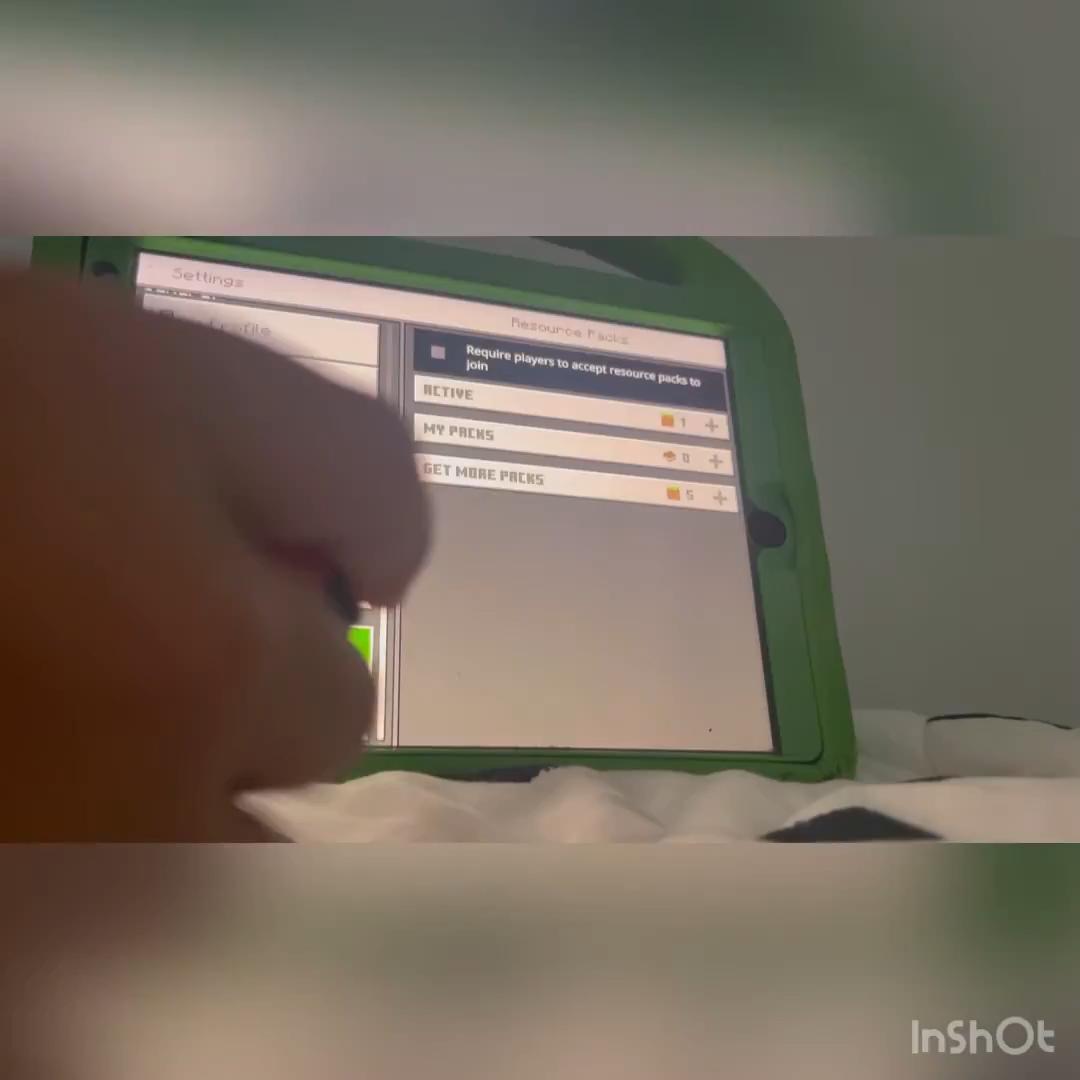 Settings
Resource Packs
Require players to accept resource packs to
join
ACTIVE
1
MY PACKS
0
GET MORE PACKS
5
InShOt